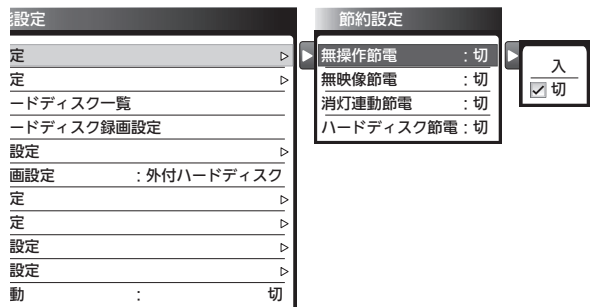 設定
定
定
ードディスク一覧
ードディスク録画設定
設定
画設定 : 外付ハードディスク
定
定
設定
設定
動 : 切
節約設定
無操作節電 : 切
無映像節電 : 切
消灯連動節電 : 切
ハードディスク節電 : 切
入
切